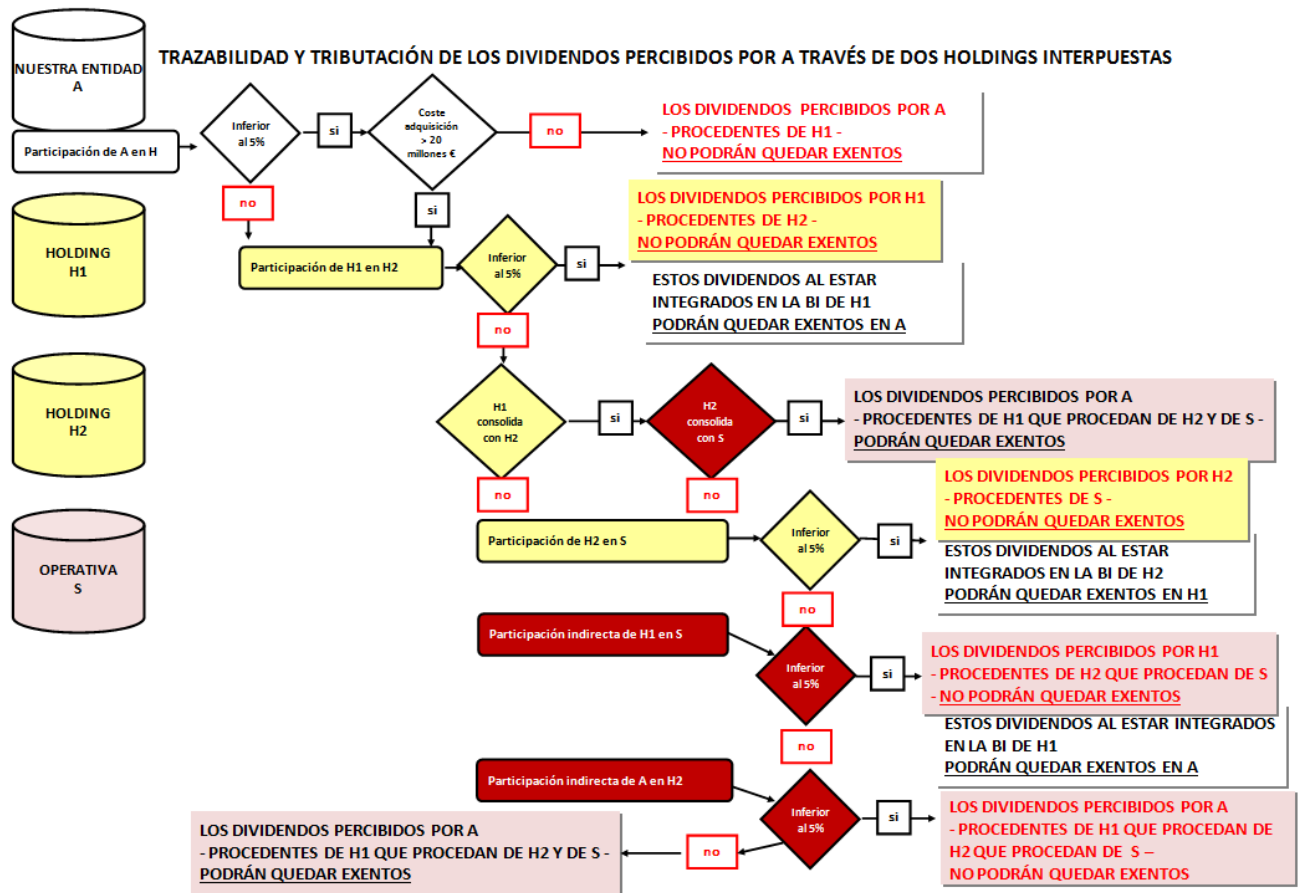 TRAZABILIDAD Y TRIBUTACIÓN DE LOS DIVIDENDOS PERCIBIDOS POR A TRAVÉS DE DOS HOLDINGS INTERPUESTAS
NUESTRA ENTIDAD
A
Participación de A en H
Inferior
al 5%
si
Coste
adquisición
> 20
millones €
no
LOS DIVIDENDOS PERCIBIDOS POR A
- PROCEDENTES DE H1 -
NO PODRÁN QUEDAR EXENTOS
no
si
HOLDING
H1
Participación de H1 en H2
Inferior
al 5%
si
LOS DIVIDENDOS PERCIBIDOS POR H1
- PROCEDENTES DE H2 -
NO PODRÁN QUEDAR EXENTOS
ESTOS DIVIDENDOS AL ESTAR
INTEGRADOS EN LA BI DE H1
PODRÁN QUEDAR EXENTOS EN A
no
HOLDING
H2
H1
consolida
con H2
si
H2
consolida
con S
si
LOS DIVIDENDOS PERCIBIDOS POR A
- PROCEDENTES DE H1 QUE PROCEDAN DE H2 Y DE S -
PODRÁN QUEDAR EXENTOS
no
no
OPERATIVA
S
Participación de H2 en S
Inferior
al 5%
si
LOS DIVIDENDOS PERCIBIDOS POR H2
- PROCEDENTES DE S -
NO PODRÁN QUEDAR EXENTOS
ESTOS DIVIDENDOS AL ESTAR
INTEGRADOS EN LA BI DE H2
PODRÁN QUEDAR EXENTOS EN H1
no
Participación indirecta de H1 en S
Inferior
al 5%
si
LOS DIVIDENDOS PERCIBIDOS POR H1
- PROCEDENTES DE H2 QUE PROCEDAN DE S
- NO PODRÁN QUEDAR EXENTOS
ESTOS DIVIDENDOS AL ESTAR INTEGRADOS
EN LA BI DE H1
PODRÁN QUEDAR EXENTOS EN A
no
Participación indirecta de A en H2
Inferior
al 5%
si
LOS DIVIDENDOS PERCIBIDOS POR A
- PROCEDENTES DE H1 QUE PROCEDAN DE
H2 QUE PROCEDAN DE S –
NO PODRÁN QUEDAR EXENTOS
no
LOS DIVIDENDOS PERCIBIDOS POR A
- PROCEDENTES DE H1 QUE PROCEDAN DE H2 Y DE S -
PODRÁN QUEDAR EXENTOS